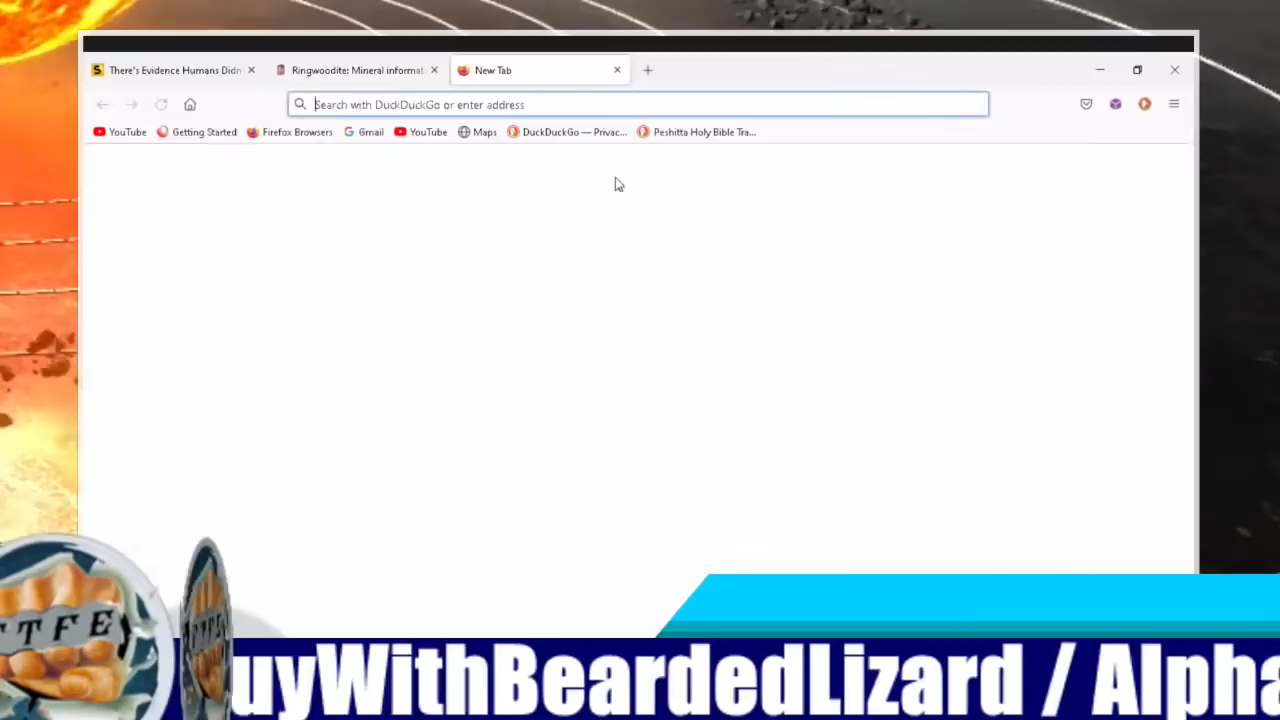 There's Evidence Humans Didn
Ringwoodite: Mineral informat
New Tab
Search with DuckDuckGo or enter address
YouTube
Getting Started
Firefox Browsers
Gmail
YouTube
Maps
DuckDuckGo — Privac...
Peshitta Holy Bible Tra...
TFE
uyWithBeardedLizard / Alpha